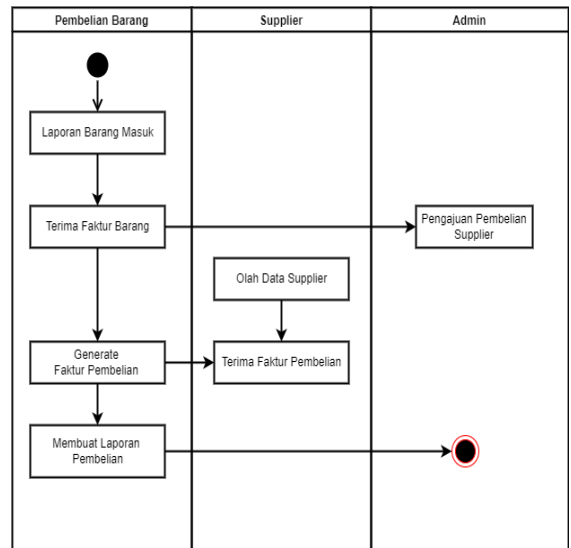 Pembelian Barang
Supplier
Admin
Laporan Barang Masuk
Terima Faktur Barang
Pengajuan Pembelian
Supplier
Olah Data Supplier
Generate
Faktur Pembelian
Terima Faktur Pembelian
Membuat Laporan
Pembelian